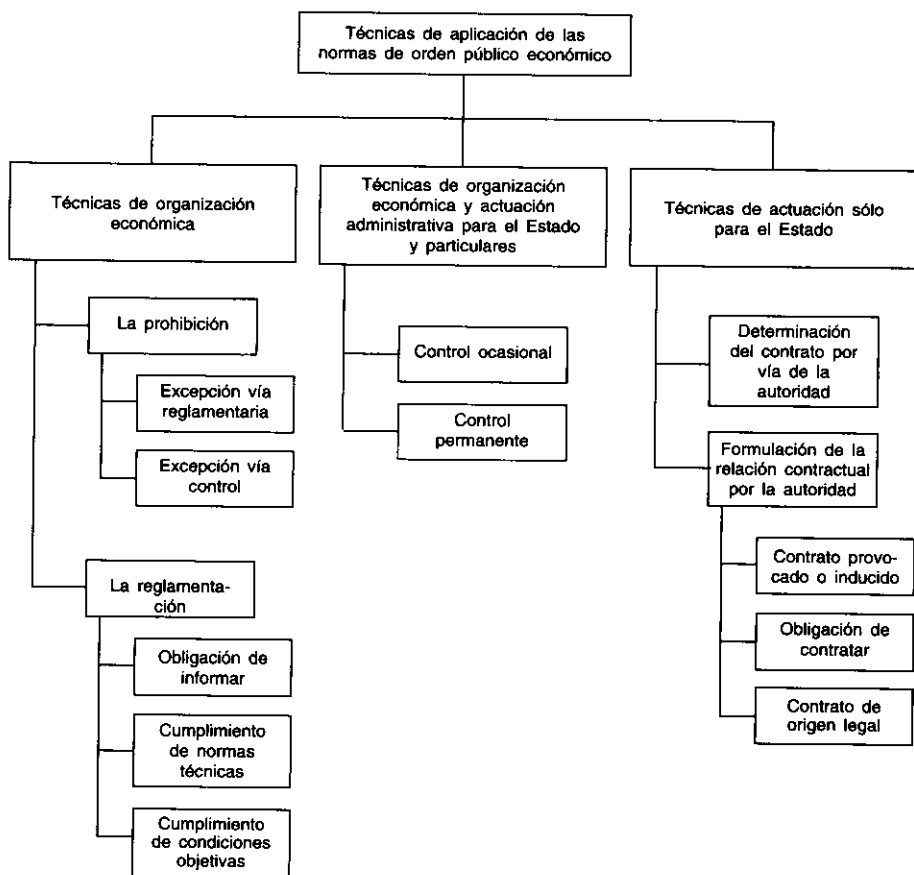 Técnicas de aplicación de las
normas de orden público económico
Técnicas de organización
económica
La prohibición
Excepción vía
reglamentaria
Excepción vía
control
La reglamenta-
ción
Obligación de
informar
Cumplimiento
de normas
técnicas
Cumplimiento
de condiciones
objetivas
Técnicas de organización
económica y actuación
administrativa para el Estado
y particulares
Control ocasional
Control
permanente
Técnicas de actuación sólo
para el Estado
Determinación
del contrato por
vía de la
autoridad
Formulación de la
relación contractual
por la autoridad
Contrato provo-
cado o inducido
Obligación de
contratar
Contrato de
origen legal